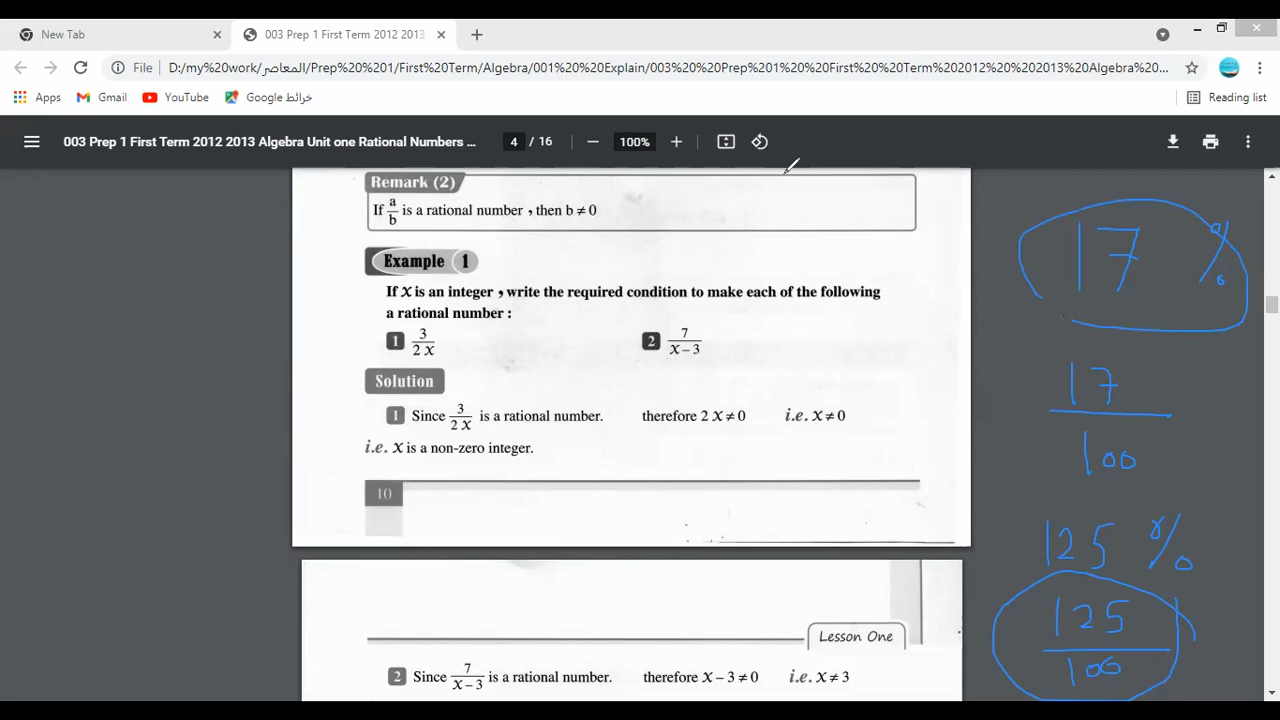 New Tab
003 Prep 1 First Term 2012 2013
File D:/my%20work/المعاصر/Prep%20%201/First%20Term/Algebra/001%20%20Explain/003%20%20Prep%201%20%20First%20%20Term%202012%20%202013%20Algebra%20...
Apps Gmail YouTube خرائط Google Reading list
003 Prep 1 First Term 2012 2013 Algebra Unit one Rational Numbers ... 4 / 16 100%
Remark (2)
If a/b is a rational number , then b ≠ 0
Example 1
If X is an integer , write the required condition to make each of the following
a rational number :
1 3/2 X 2 7/X – 3
Solution
1 Since 3/2 X is a rational number. therefore 2 X ≠ 0 i.e. X ≠ 0
i.e. X is a non-zero integer.
10
Lesson One
2 Since 7/X – 3 is a rational number. therefore X – 3 ≠ 0 i.e. X ≠ 3
17 %
17
100
125 %
125
100